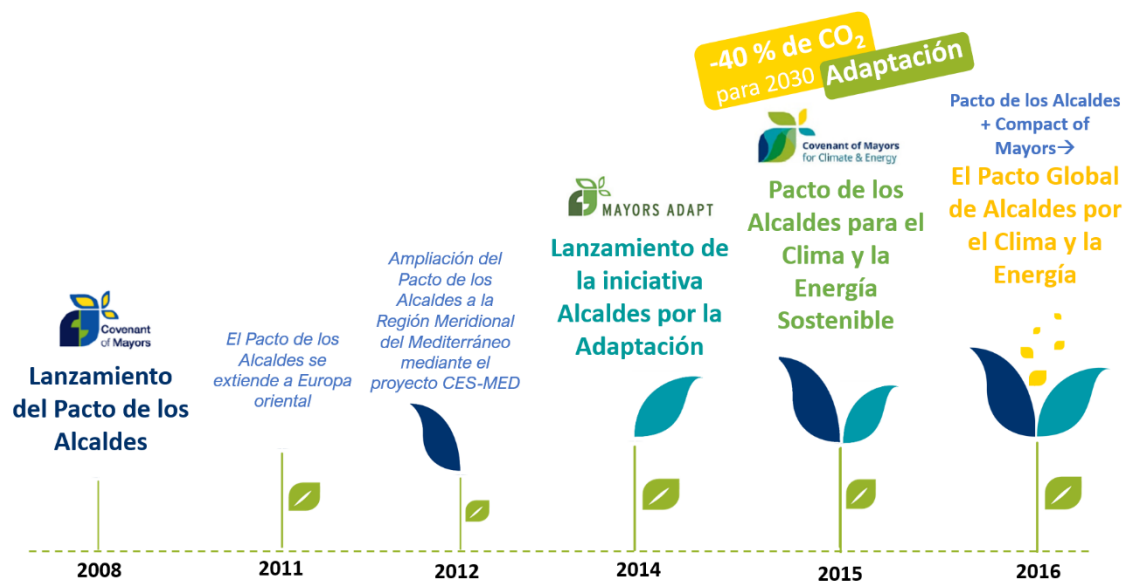 Covenant
of Mayors
Lanzamiento
del Pacto de los
Alcaldes
2008
El Pacto de los
Alcaldes se
extiende a Europa
oriental
2011
Ampliación del
Pacto de los
Alcaldes a la
Región Meridional
del Mediterráneo
mediante el
proyecto CES-MED
2012
MAYORS ADAPT
Lanzamiento de
la iniciativa
Alcaldes por la
Adaptación
2014
-40 % de CO₂
para 2030
Adaptación
Covenant of Mayors
for Climate & Energy
Pacto de los
Alcaldes para el
Clima y la
Energía
Sostenible
2015
Pacto de los Alcaldes
+ Compact of
Mayors→
El Pacto Global
de Alcaldes por
el Clima y la
Energía
2016